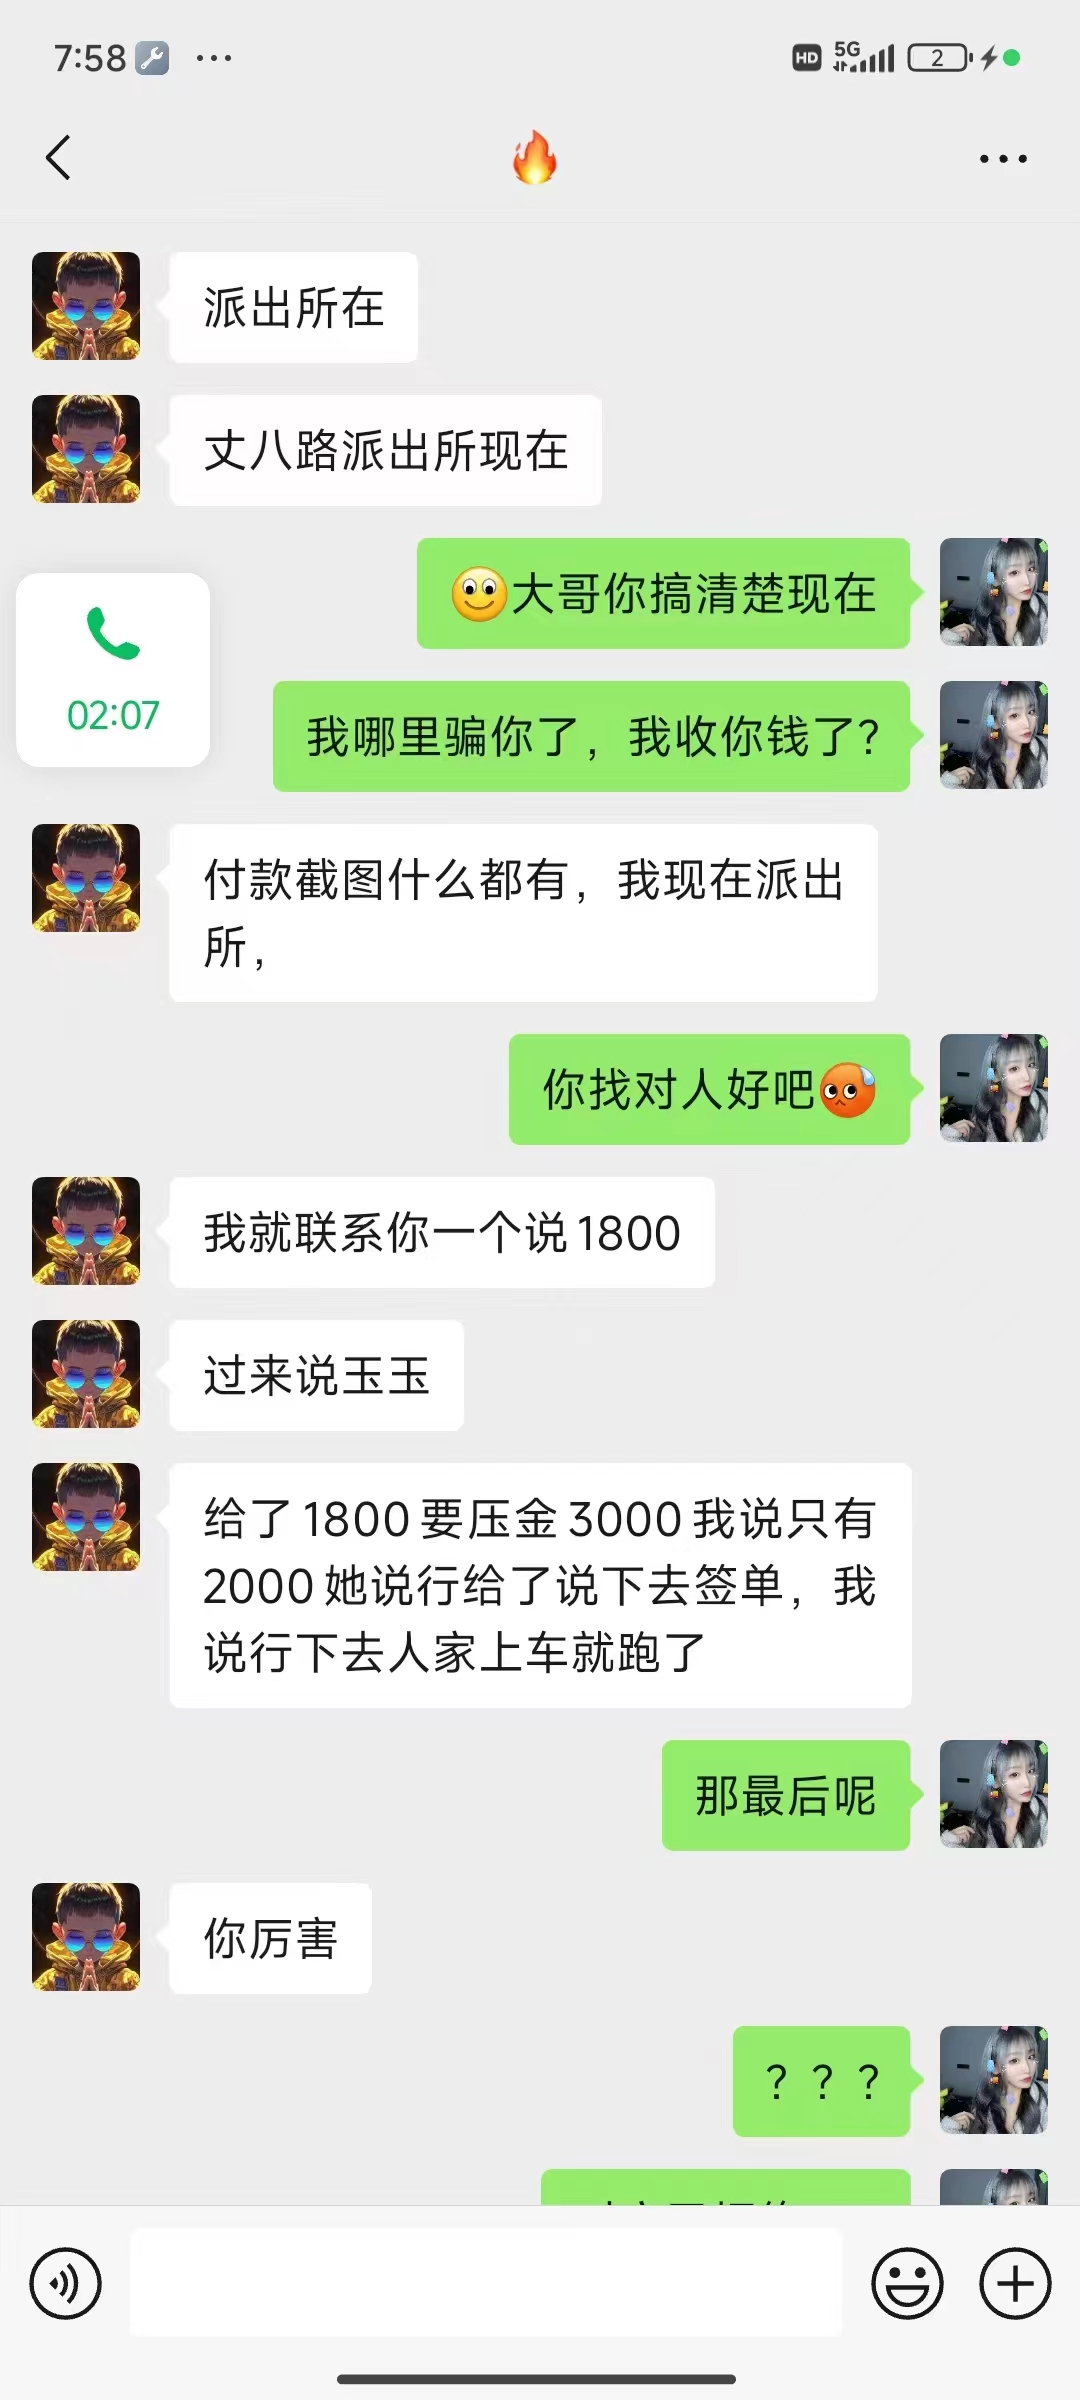 7:58
HD 5G 2
派出所在
丈八路派出所现在
大哥你搞清楚现在
02:07
我哪里骗你了，我收你钱了?
付款截图什么都有，我现在派出
所，
你找对人好吧
我就联系你一个说1800
过来说玉玉
给了1800要压金3000我说只有
2000她说行给了说下去签单，我
说行下去人家上车就跑了
那最后呢
你厉害
？？？